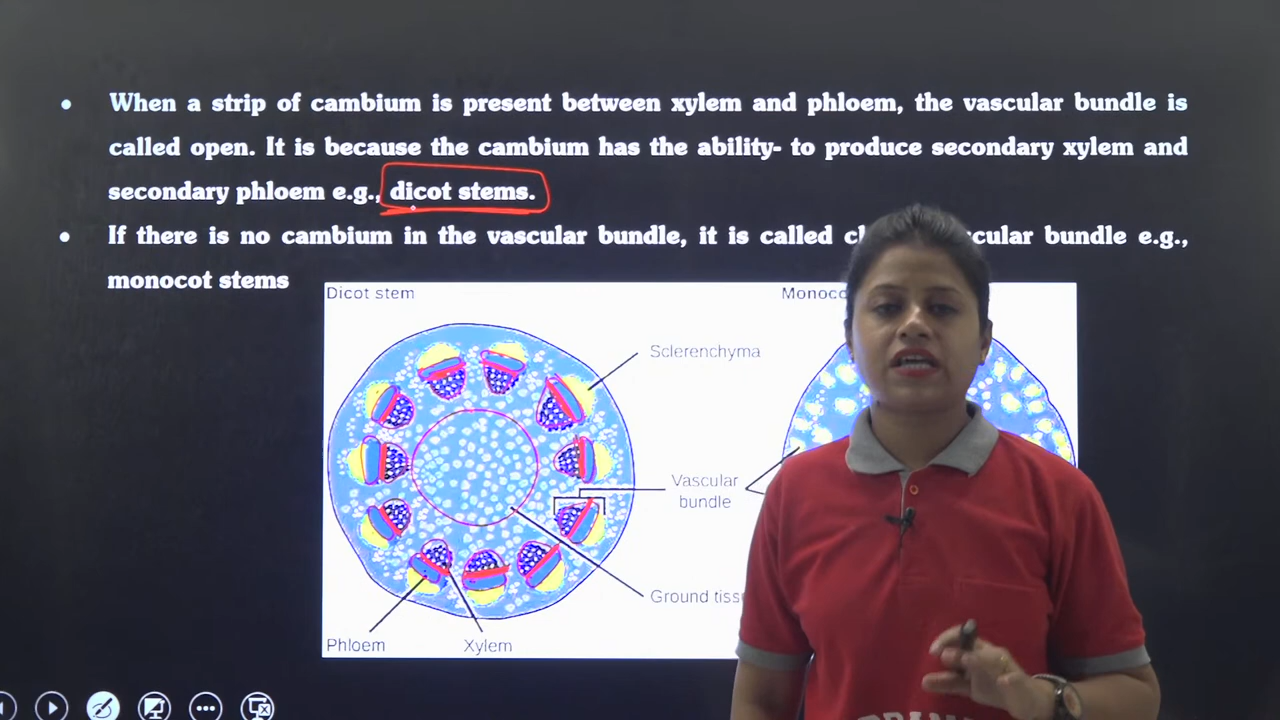 When a strip of cambium is present between xylem and phloem, the vascular bundle is
called open. It is because the cambium has the ability- to produce secondary xylem and
secondary phloem e.g., dicot stems.
If there is no cambium in the vascular bundle, it is called bundle e.g.,
monocot stems
Dicot stem
Sclerenchyma
Vascular
bundle
Ground
Phloem
Xylem